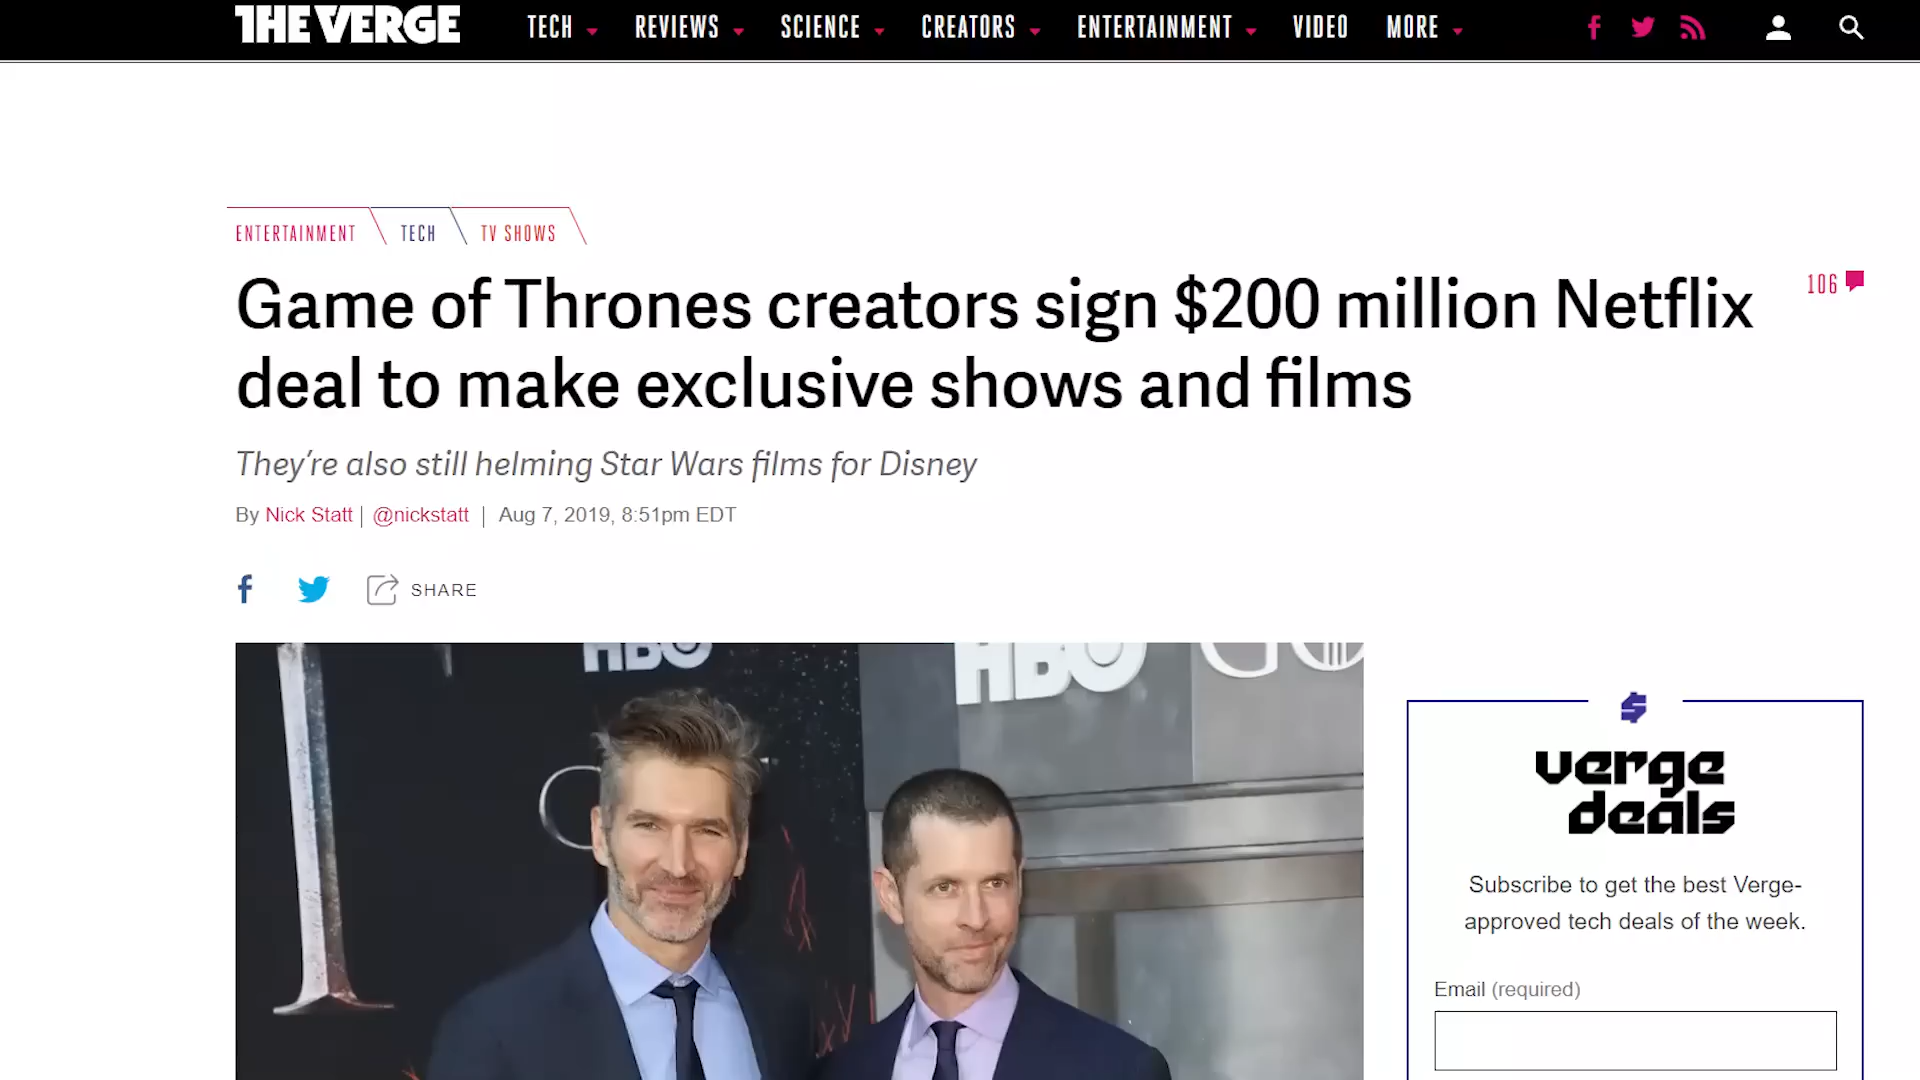 THE VERGE
TECH REVIEWS SCIENCE CREATORS ENTERTAINMENT VIDEO MORE
ENTERTAINMENT TECH TV SHOWS
Game of Thrones creators sign $200 million Netflix
106
deal to make exclusive shows and films
They're also still helming Star Wars films for Disney
By Nick Statt | @nickstatt | Aug 7, 2019, 8:51pm EDT
SHARE
HBO
HBO
verge
deals
Subscribe to get the best Verge-
approved tech deals of the week.
Email (required)